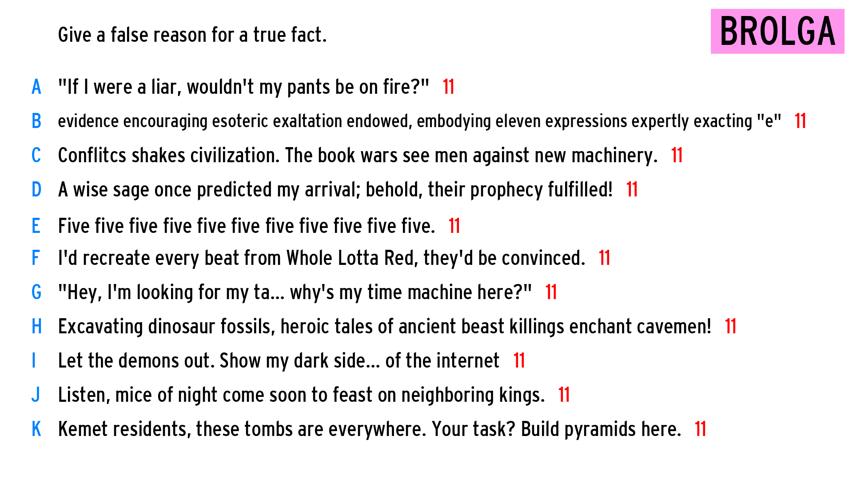 Give a false reason for a true fact.
BROLGA
A "If I were a liar, wouldn't my pants be on fire?" 11
B evidence encouraging esoteric exaltation endowed, embodying eleven expressions expertly exacting "e" 11
C Conflitcs shakes civilization. The book wars see men against new machinery. 11
D A wise sage once predicted my arrival; behold, their prophecy fulfilled! 11
E Five five five five five five five five five five five. 11
F I'd recreate every beat from Whole Lotta Red, they'd be convinced. 11
G "Hey, I'm looking for my ta... why's my time machine here?" 11
H Excavating dinosaur fossils, heroic tales of ancient beast killings enchant cavemen! 11
I Let the demons out. Show my dark side... of the internet 11
J Listen, mice of night come soon to feast on neighboring kings. 11
K Kemet residents, these tombs are everywhere. Your task? Build pyramids here. 11